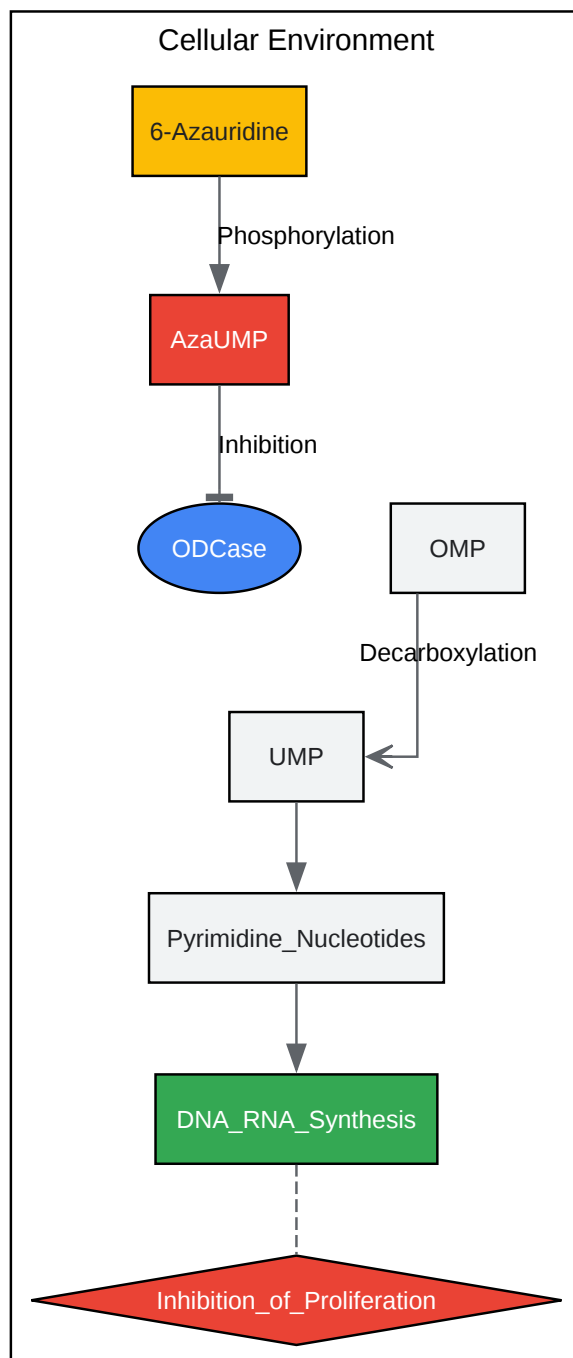 Cellular Environment
6-Azauridine
Phosphorylation
AzaUMP
Inhibition
ODCase
OMP
Decarboxylation
UMP
Pyrimidine_Nucleotides
DNA_RNA_Synthesis
Inhibition_of_Proliferation